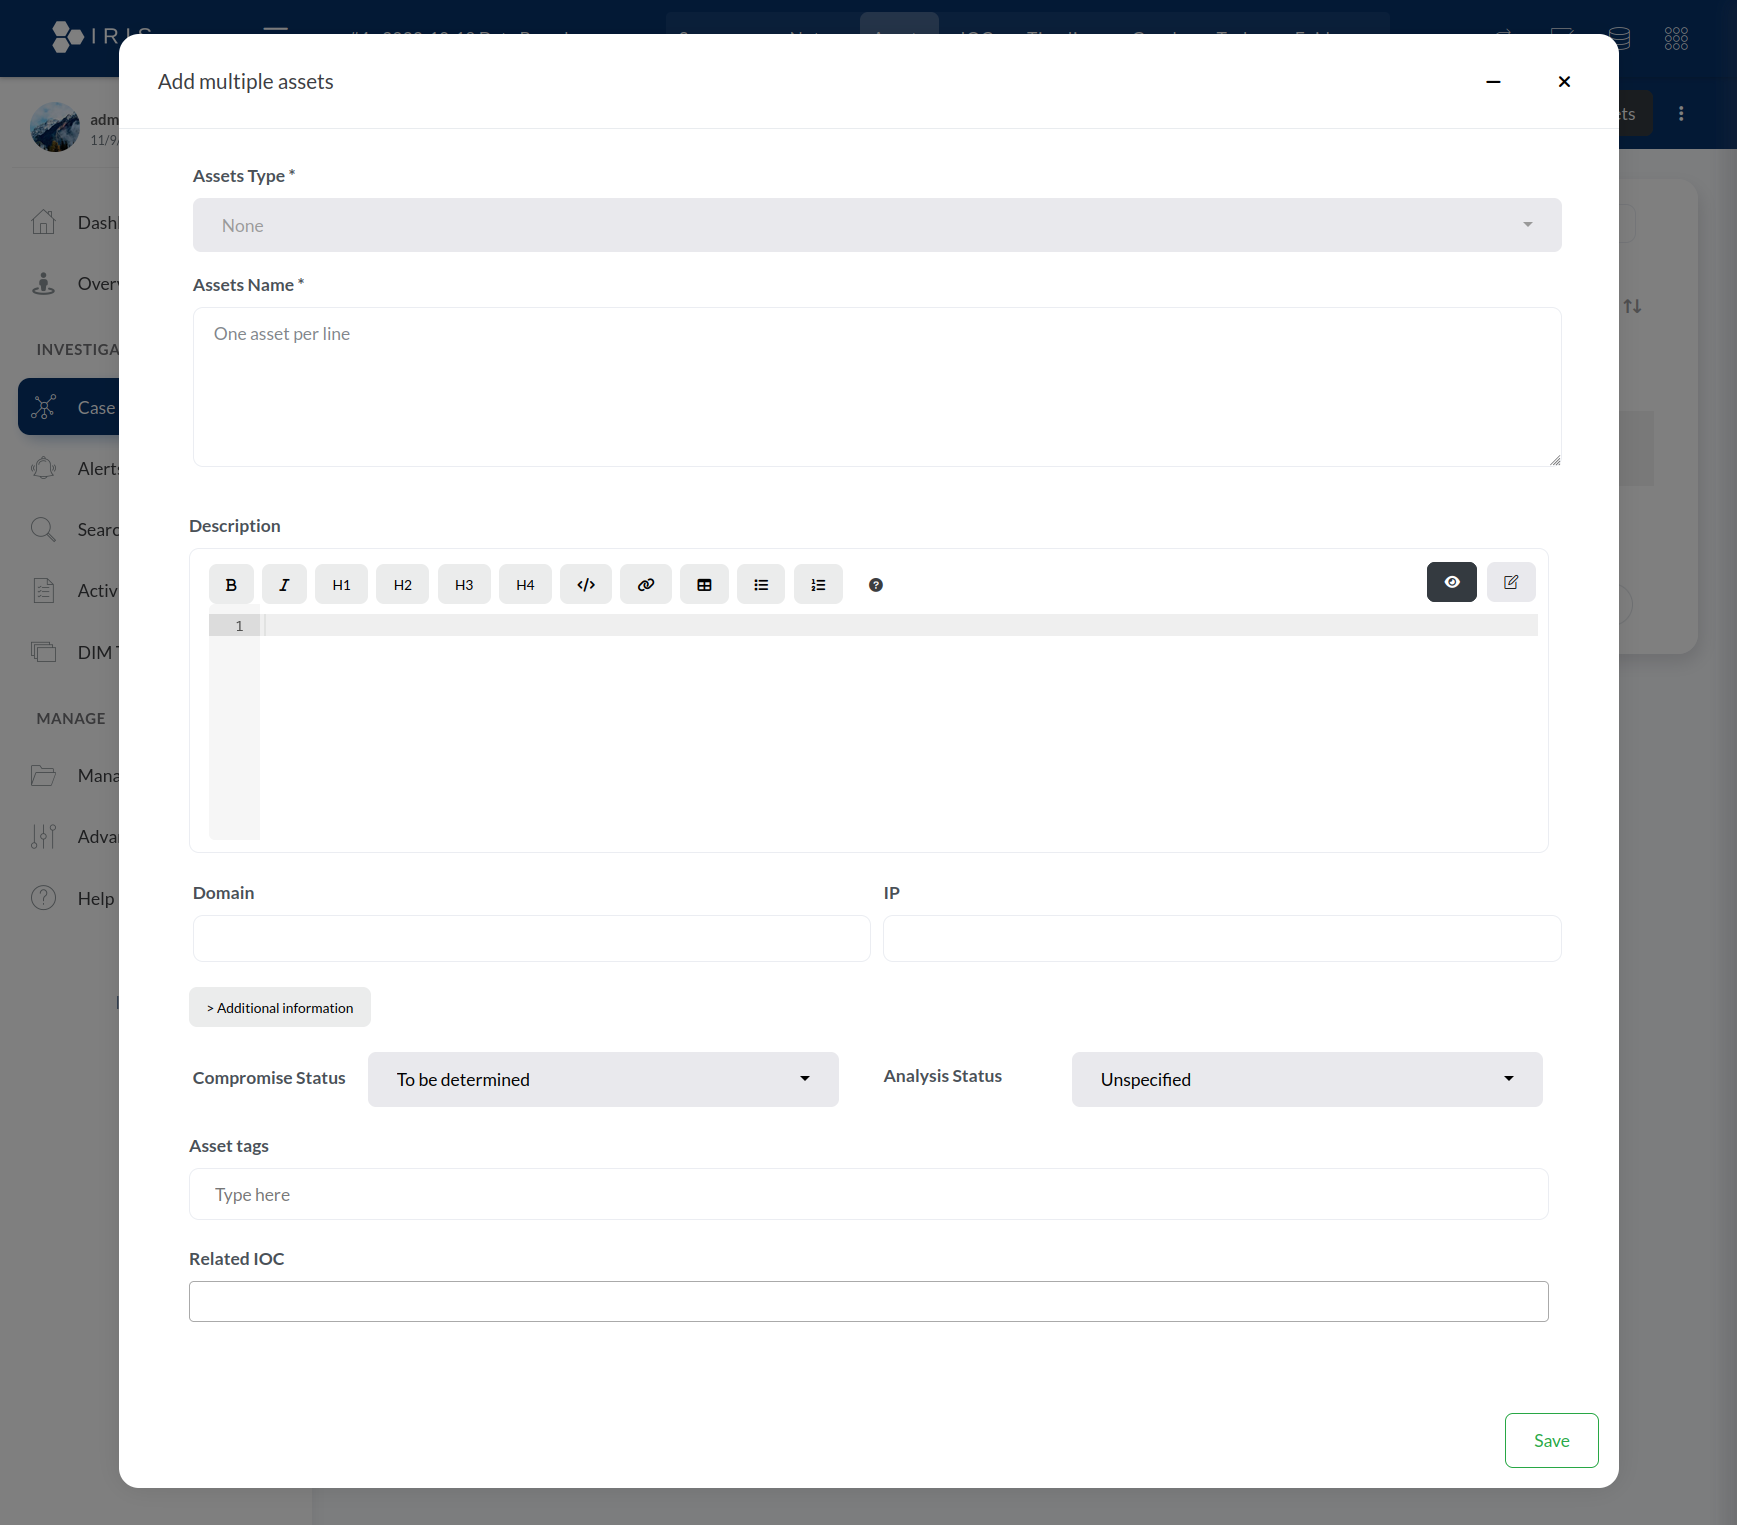 IRIS
Add multiple assets
adm
11/9/
ets
Assets Type *
None
Dash
Assets Name *
Over
One asset per line
INVESTIGA
Case
Alerts
Description
Searc
B I H1 H2 H3 H4
1
Activ
DIM T
MANAGE
Mana
Adva
Domain
IP
Help
> Additional information
Compromise Status
To be determined
Analysis Status
Unspecified
Asset tags
Type here
Related IOC
Save